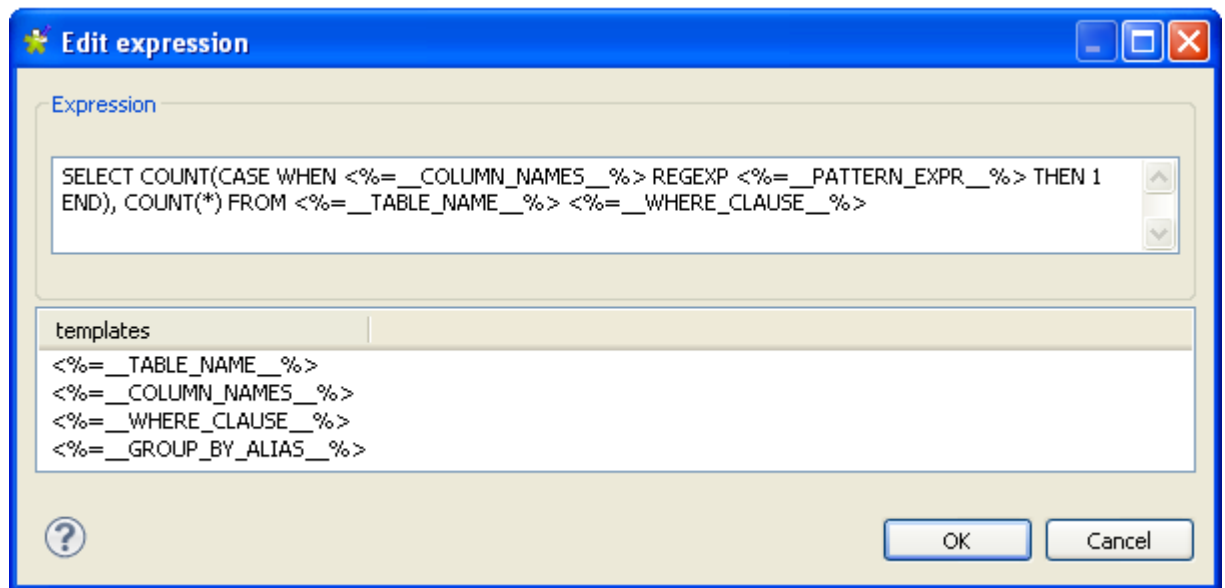 Edit expression
Expression
SELECT COUNT(CASE WHEN <%=__COLUMN_NAMES__%> REGEXP <%=__PATTERN_EXPR__%> THEN 1
END), COUNT(*) FROM <%=__TABLE_NAME__%> <%=__WHERE_CLAUSE__%>
templates
<%=__TABLE_NAME__%>
<%=__COLUMN_NAMES__%>
<%=__WHERE_CLAUSE__%>
<%=__GROUP_BY_ALIAS__%>
?
OK
Cancel